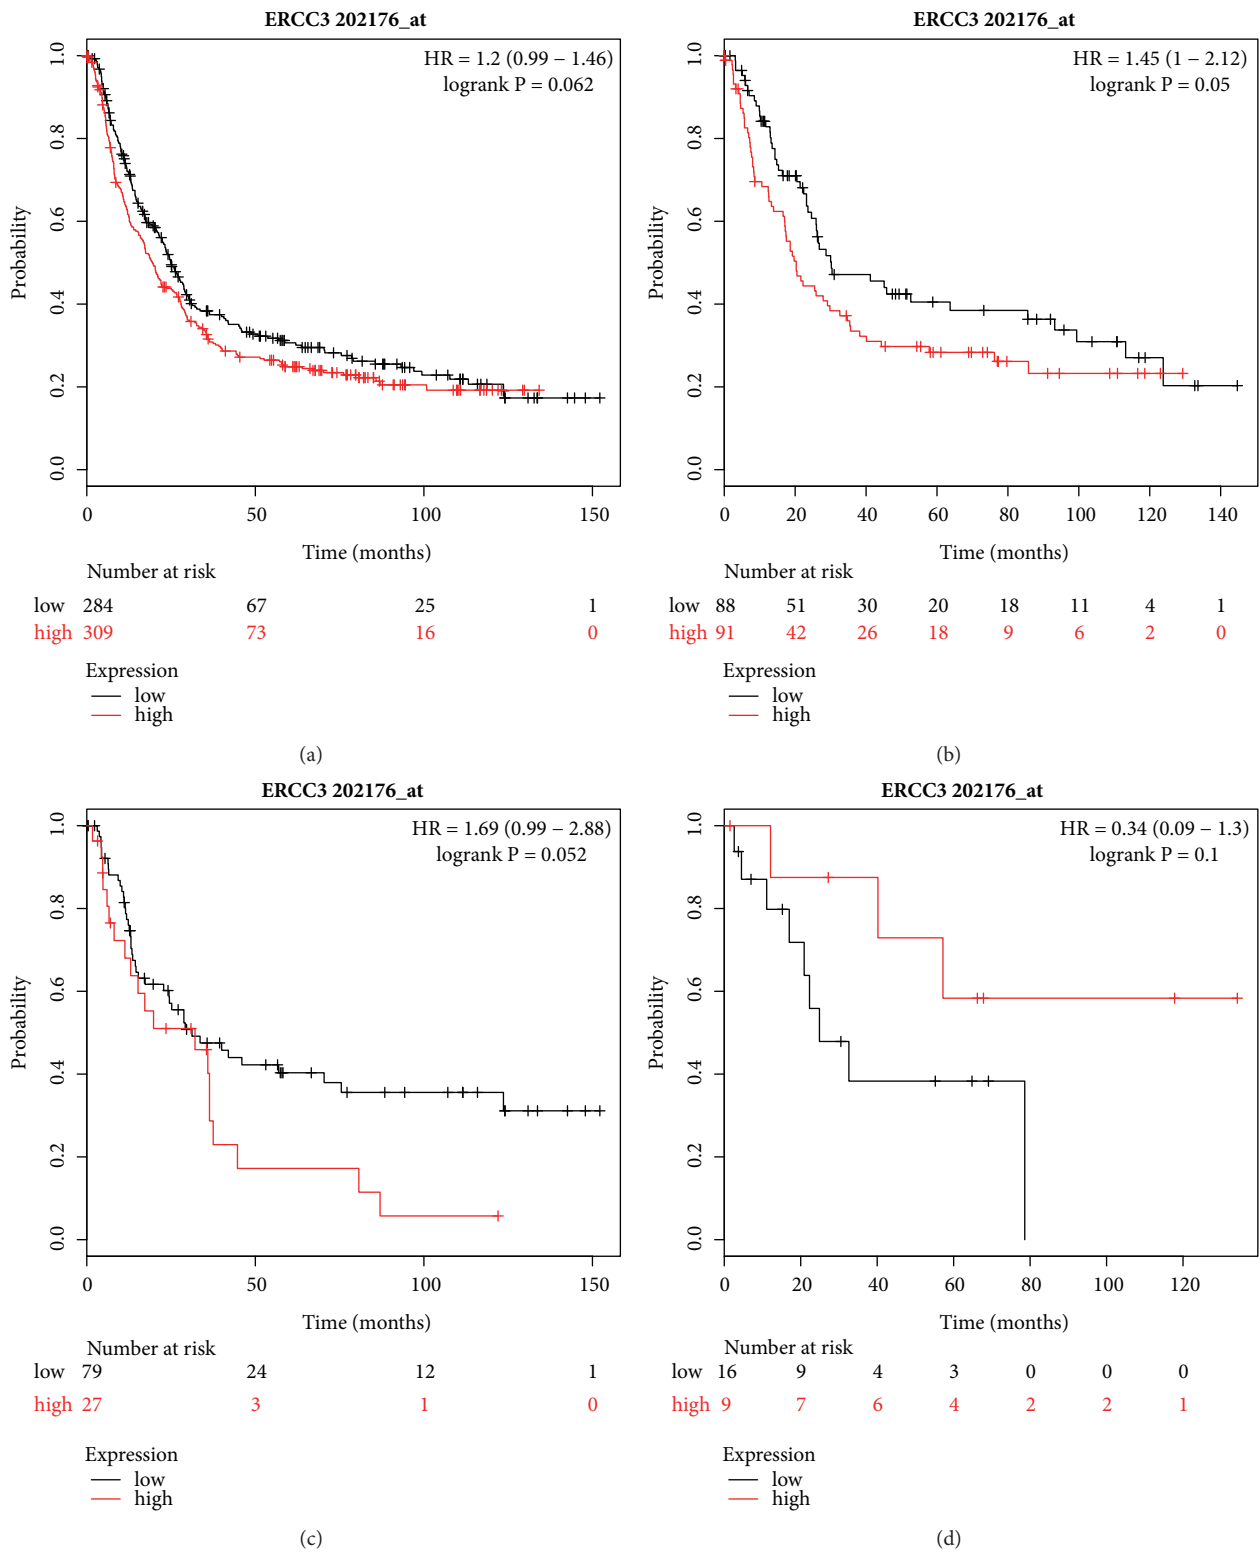 ERCC3 202176_at
HR = 1.2 (0.99 − 1.46)
logrank P = 0.062
Probability
1.0
0.8
0.6
0.4
0.2
0.0
0 50 100 150
Time (months)
Number at risk
low 284 67 25 1
high 309 73 16 0
Expression
low
high
(a)
ERCC3 202176_at
HR = 1.45 (1 − 2.12)
logrank P = 0.05
Probability
1.0
0.8
0.6
0.4
0.2
0.0
0 20 40 60 80 100 120 140
Time (months)
Number at risk
low 88 51 30 20 18 11 4 1
high 91 42 26 18 9 6 2 0
Expression
low
high
(b)
ERCC3 202176_at
HR = 1.69 (0.99 − 2.88)
logrank P = 0.052
Probability
1.0
0.8
0.6
0.4
0.2
0.0
0 50 100 150
Time (months)
Number at risk
low 79 24 12 1
high 27 3 1 0
Expression
low
high
(c)
ERCC3 202176_at
HR = 0.34 (0.09 − 1.3)
logrank P = 0.1
Probability
1.0
0.8
0.6
0.4
0.2
0.0
0 20 40 60 80 100 120
Time (months)
Number at risk
low 16 9 4 3 0 0 0
high 9 7 6 4 2 2 1
Expression
low
high
(d)